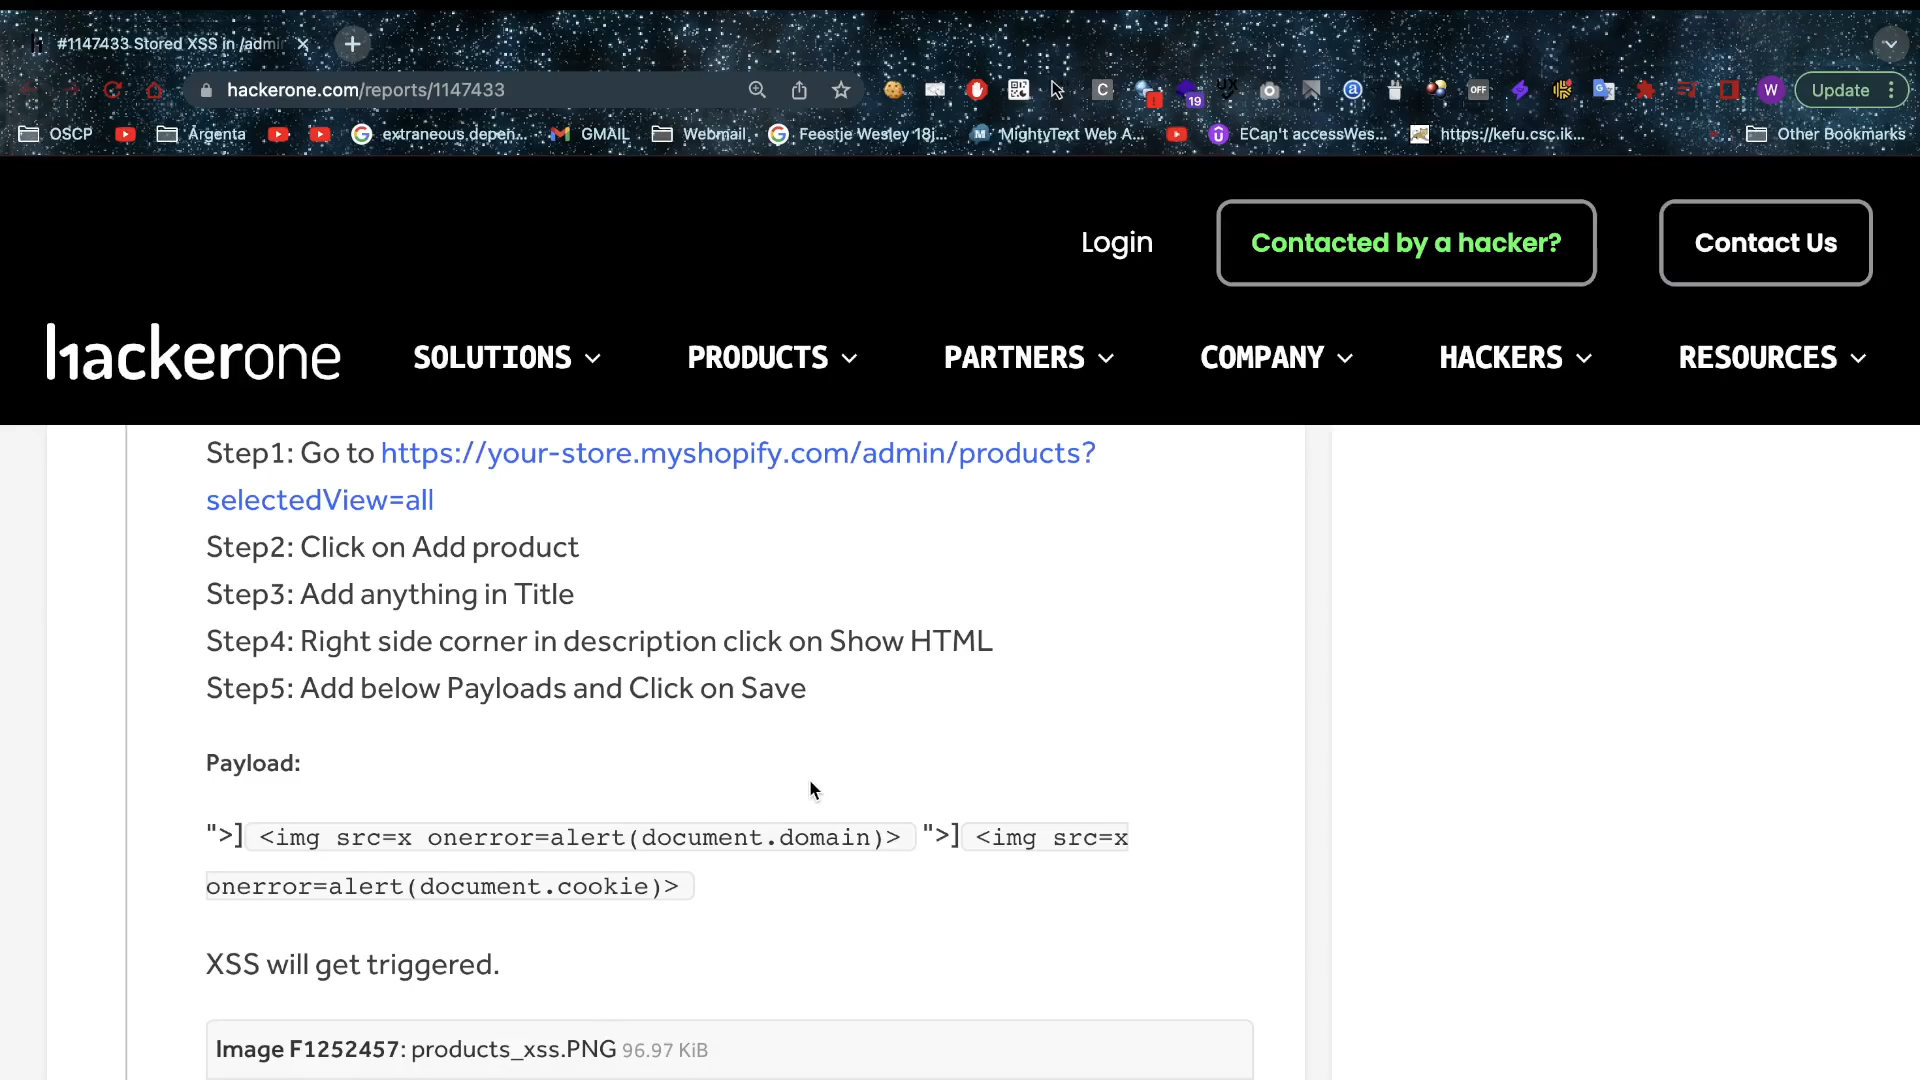 #1147433 Stored XSS in /admi
hackerone.com/reports/1147433
19
C
OFF
W
Update
OSCP
Argenta
extraneous.depen...
GMAIL
Webmail
Feestje Wesley 18j...
MightyText Web A...
ECan't accessWes...
https://kefu.csc.ik...
Other Bookmarks
Login
Contacted by a hacker?
Contact Us
hackerone
SOLUTIONS
PRODUCTS
PARTNERS
COMPANY
HACKERS
RESOURCES
Step1: Go to https://your-store.myshopify.com/admin/products?
selectedView=all
Step2: Click on Add product
Step3: Add anything in Title
Step4: Right side corner in description click on Show HTML
Step5: Add below Payloads and Click on Save
Payload:
">] <img src=x onerror=alert(document.domain)> ">] <img src=x
onerror=alert(document.cookie)>
XSS will get triggered.
Image F1252457: products_xss.PNG 96.97 KiB